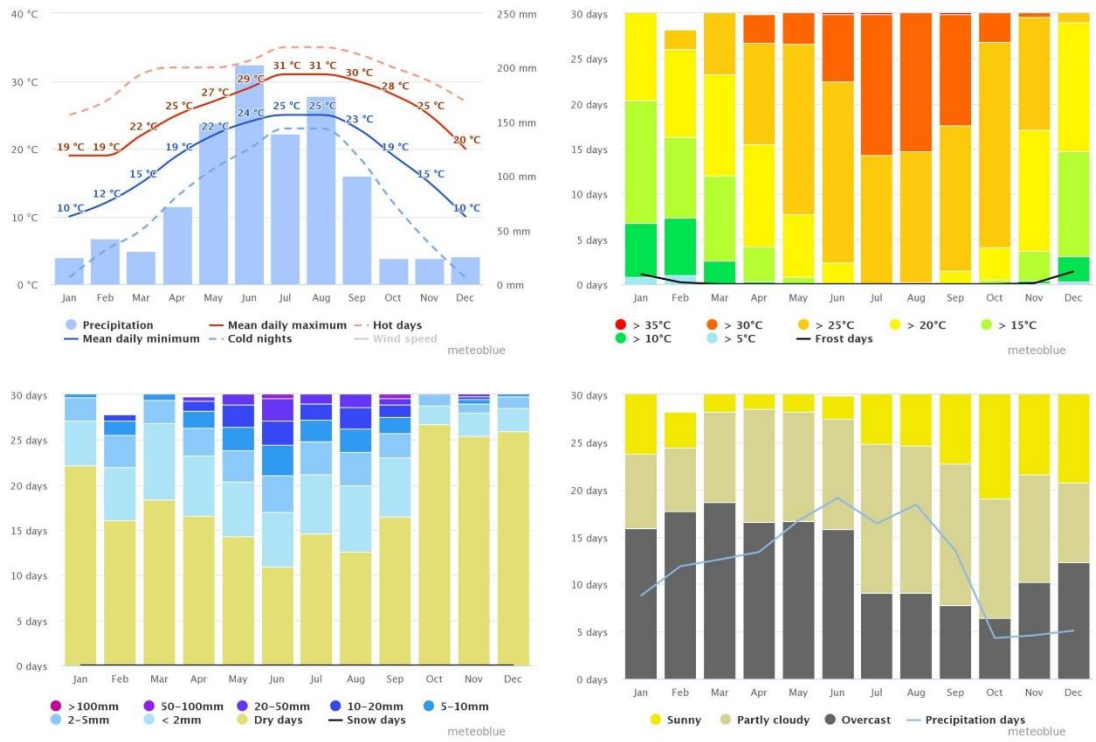 40 °C 250 mm
30 °C 200 mm
20 °C 150 mm
100 mm
10 °C 50 mm
0 °C 0 mm
19 °C 19 °C 22 °C 25 °C 27 °C 29 °C 31 °C 31 °C 30 °C 28 °C 25 °C 20 °C
10 °C 12 °C 15 °C 19 °C 22 °C 24 °C 25 °C 25 °C 23 °C 19 °C 15 °C 10 °C
Jan Feb Mar Apr May Jun Jul Aug Sep Oct Nov Dec
Precipitation Mean daily maximum Hot days
Mean daily minimum Cold nights Wind speed
meteoblue
30 days
25 days
20 days
15 days
10 days
5 days
0 days
Jan Feb Mar Apr May Jun Jul Aug Sep Oct Nov Dec
> 35°C > 30°C > 25°C > 20°C > 15°C
> 10°C > 5°C Frost days
meteoblue
30 days
25 days
20 days
15 days
10 days
5 days
0 days
Jan Feb Mar Apr May Jun Jul Aug Sep Oct Nov Dec
>100mm 50-100mm 20-50mm 10-20mm 5-10mm
2-5mm < 2mm Dry days Snow days
meteoblue
30 days
25 days
20 days
15 days
10 days
5 days
0 days
Jan Feb Mar Apr May Jun Jul Aug Sep Oct Nov Dec
Sunny Partly cloudy Overcast Precipitation days
meteoblue